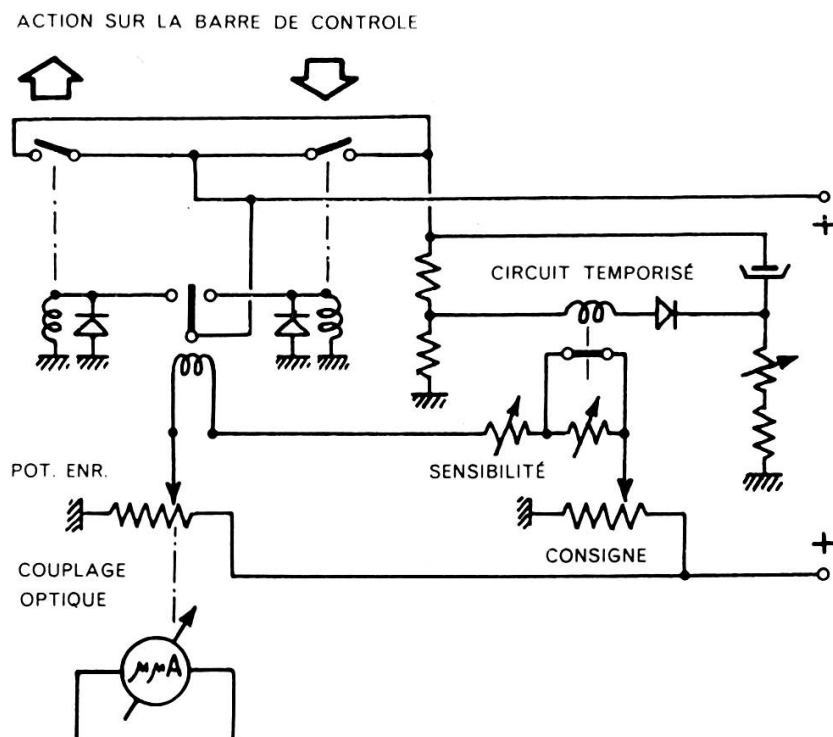 ACTION SUR LA BARRE DE CONTROLE
+
CIRCUIT TEMPORISÉ
POT. ENR.
SENSIBILITÉ
CONSIGNE
+
COUPLAGE
OPTIQUE
μμA